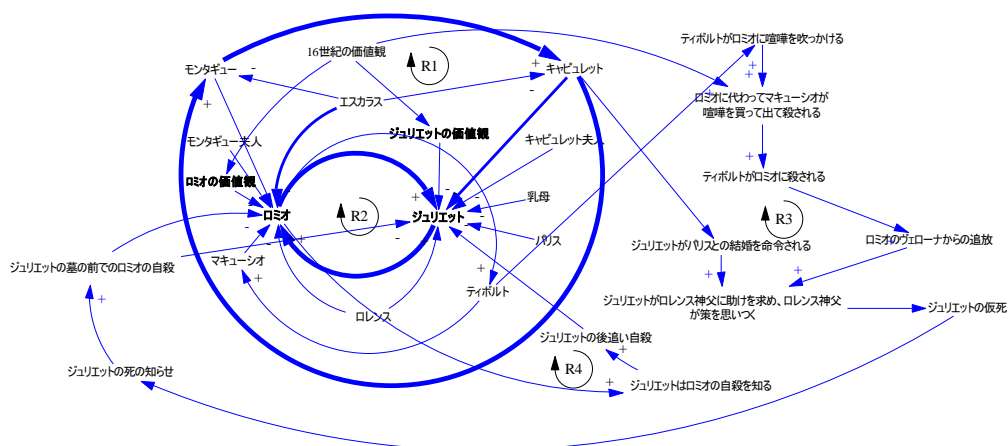 16世紀の価値観
R1
ティボルトがロミオに喧嘩を吹っかける
モンタギュー
-
-
+
キャピュレット
-
+
+
エスカラス
+
ロミオに代わってマキューシオが
喧嘩を買って出て殺される
モンタギュー夫人
ジュリエットの価値観
キャピュレット夫人
+
ティボルトがロミオに殺される
ロミオの価値観
-
-
+
-
-
-
乳母
ロミオ
R2
ジュリエット
R3
-
-
+
-
-
パリス
ジュリエットがパリスとの結婚を命令される
ロミオのヴェローナからの追放
ジュリエットの墓の前でのロミオの自殺
マキューシオ
+
+
+
+
ティボルト
+
ロレンス
ジュリエットがロレンス神父に助けを求め、ロレンス神父
が策を思いつく
ジュリエットの仮死
ジュリエットの後追い自殺
+
ジュリエットの死の知らせ
R4
+
ジュリエットはロミオの自殺を知る